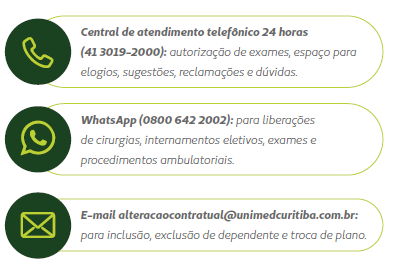 Central de atendimento telefônico 24 horas
(41 3019-2000): autorização de exames, espaço para
elogios, sugestões, reclamações e dúvidas.
WhatsApp (0800 642 2002): para liberações
de cirurgias, internamentos eletivos, exames e
procedimentos ambulatoriais.
E-mail alteracaocontratual@unimedcuritiba.com.br:
para inclusão, exclusão de dependente e troca de plano.